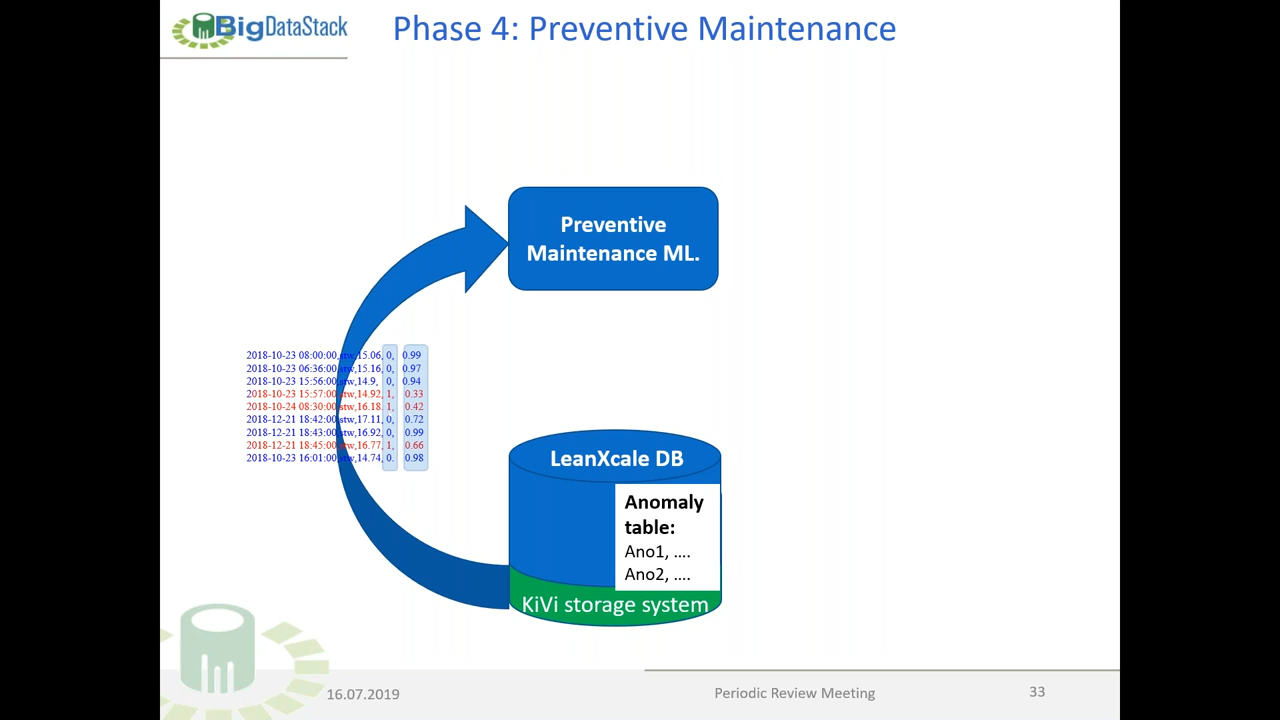 BigDataStack
Phase 4: Preventive Maintenance
Preventive
Maintenance ML.
2018-10-23 08:00:00,stw,15.06, 0, 0.99
2018-10-23 06:36:00,stw,15.16, 0, 0.97
2018-10-23 15:56:00,stw,14.9, 0, 0.94
2018-10-23 15:57:00,stw,14.92, 1, 0.33
2018-10-24 08:30:00,stw,16.18, 1, 0.42
2018-12-21 18:42:00,stw,17.11, 0, 0.72
2018-12-21 18:43:00,stw,16.92, 0, 0.99
2018-12-21 18:45:00,stw,16.77, 1, 0.66
2018-10-23 16:01:00,stw,14.74, 0. 0.98
LeanXcale DB
Anomaly
table:
Ano1, ....
Ano2, ....
KiVi storage system
16.07.2019
Periodic Review Meeting
33